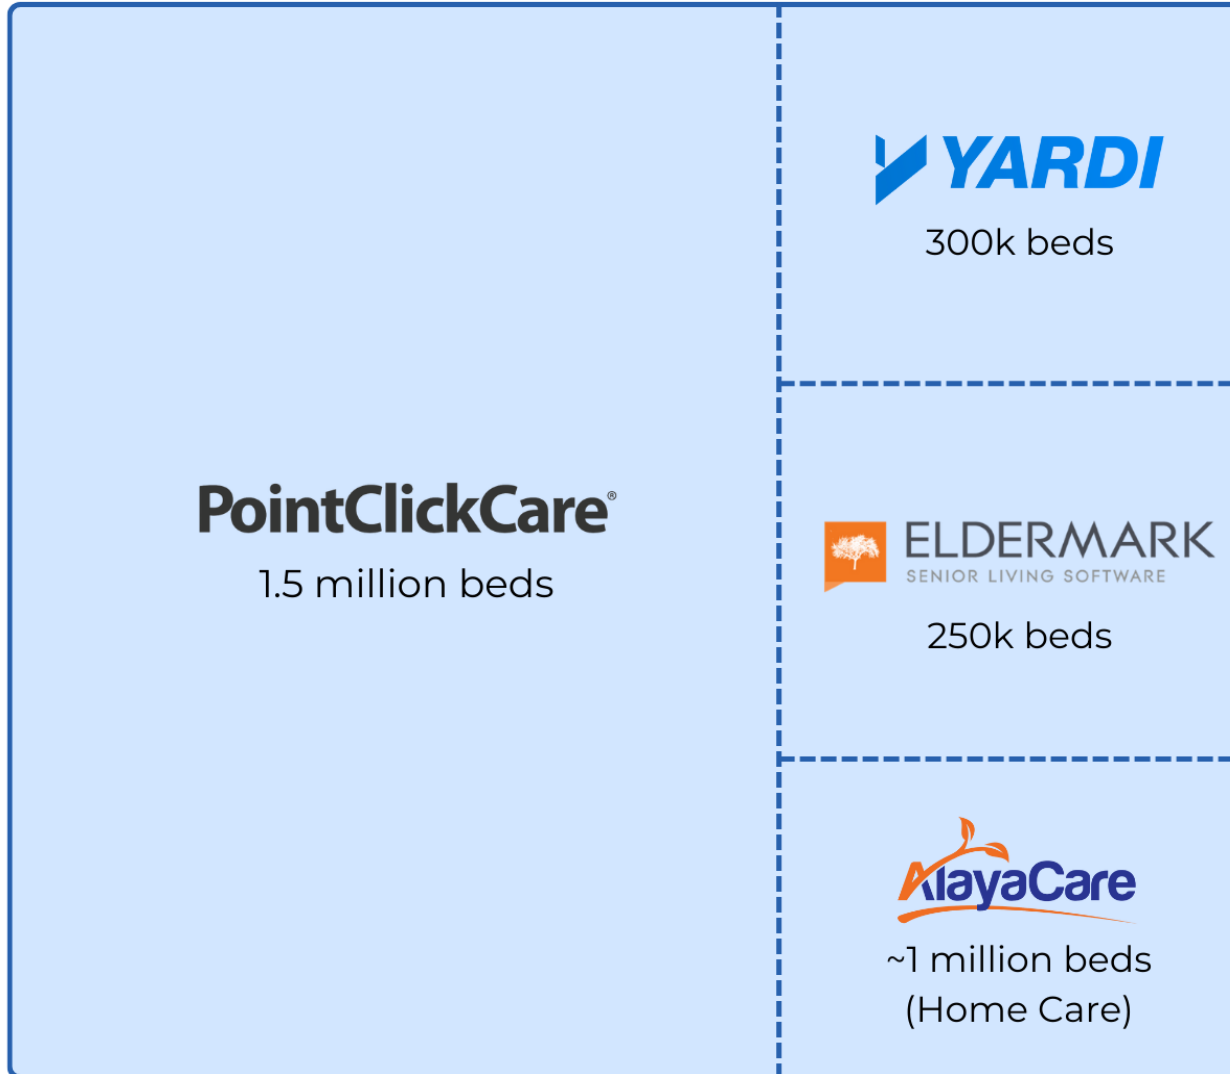 PointClickCare®
1.5 million beds
YARDI
300k beds
ELDERMARK
SENIOR LIVING SOFTWARE
250k beds
AlayaCare
~1 million beds
(Home Care)